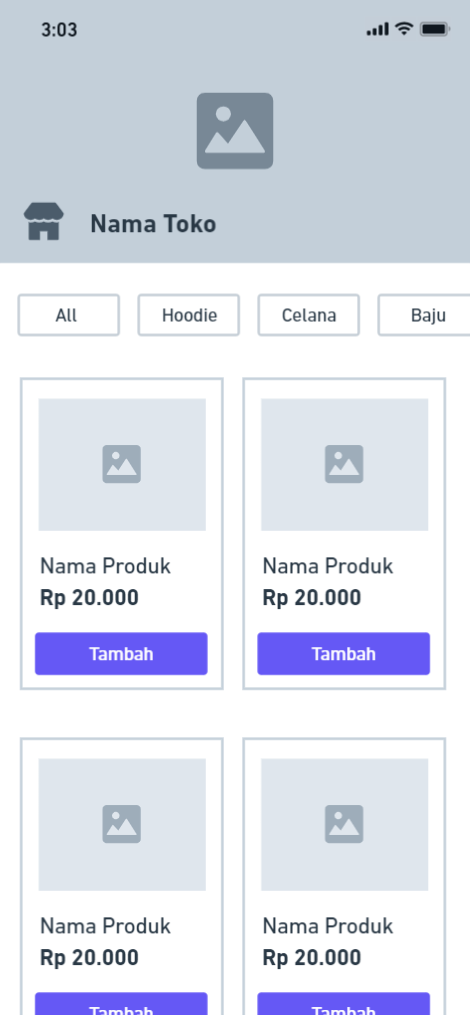 3:03
Nama Toko
All Hoodie Celana Baju
Nama Produk Nama Produk
Rp 20.000 Rp 20.000
Tambah Tambah
Nama Produk Nama Produk
Rp 20.000 Rp 20.000
Tambah Tambah